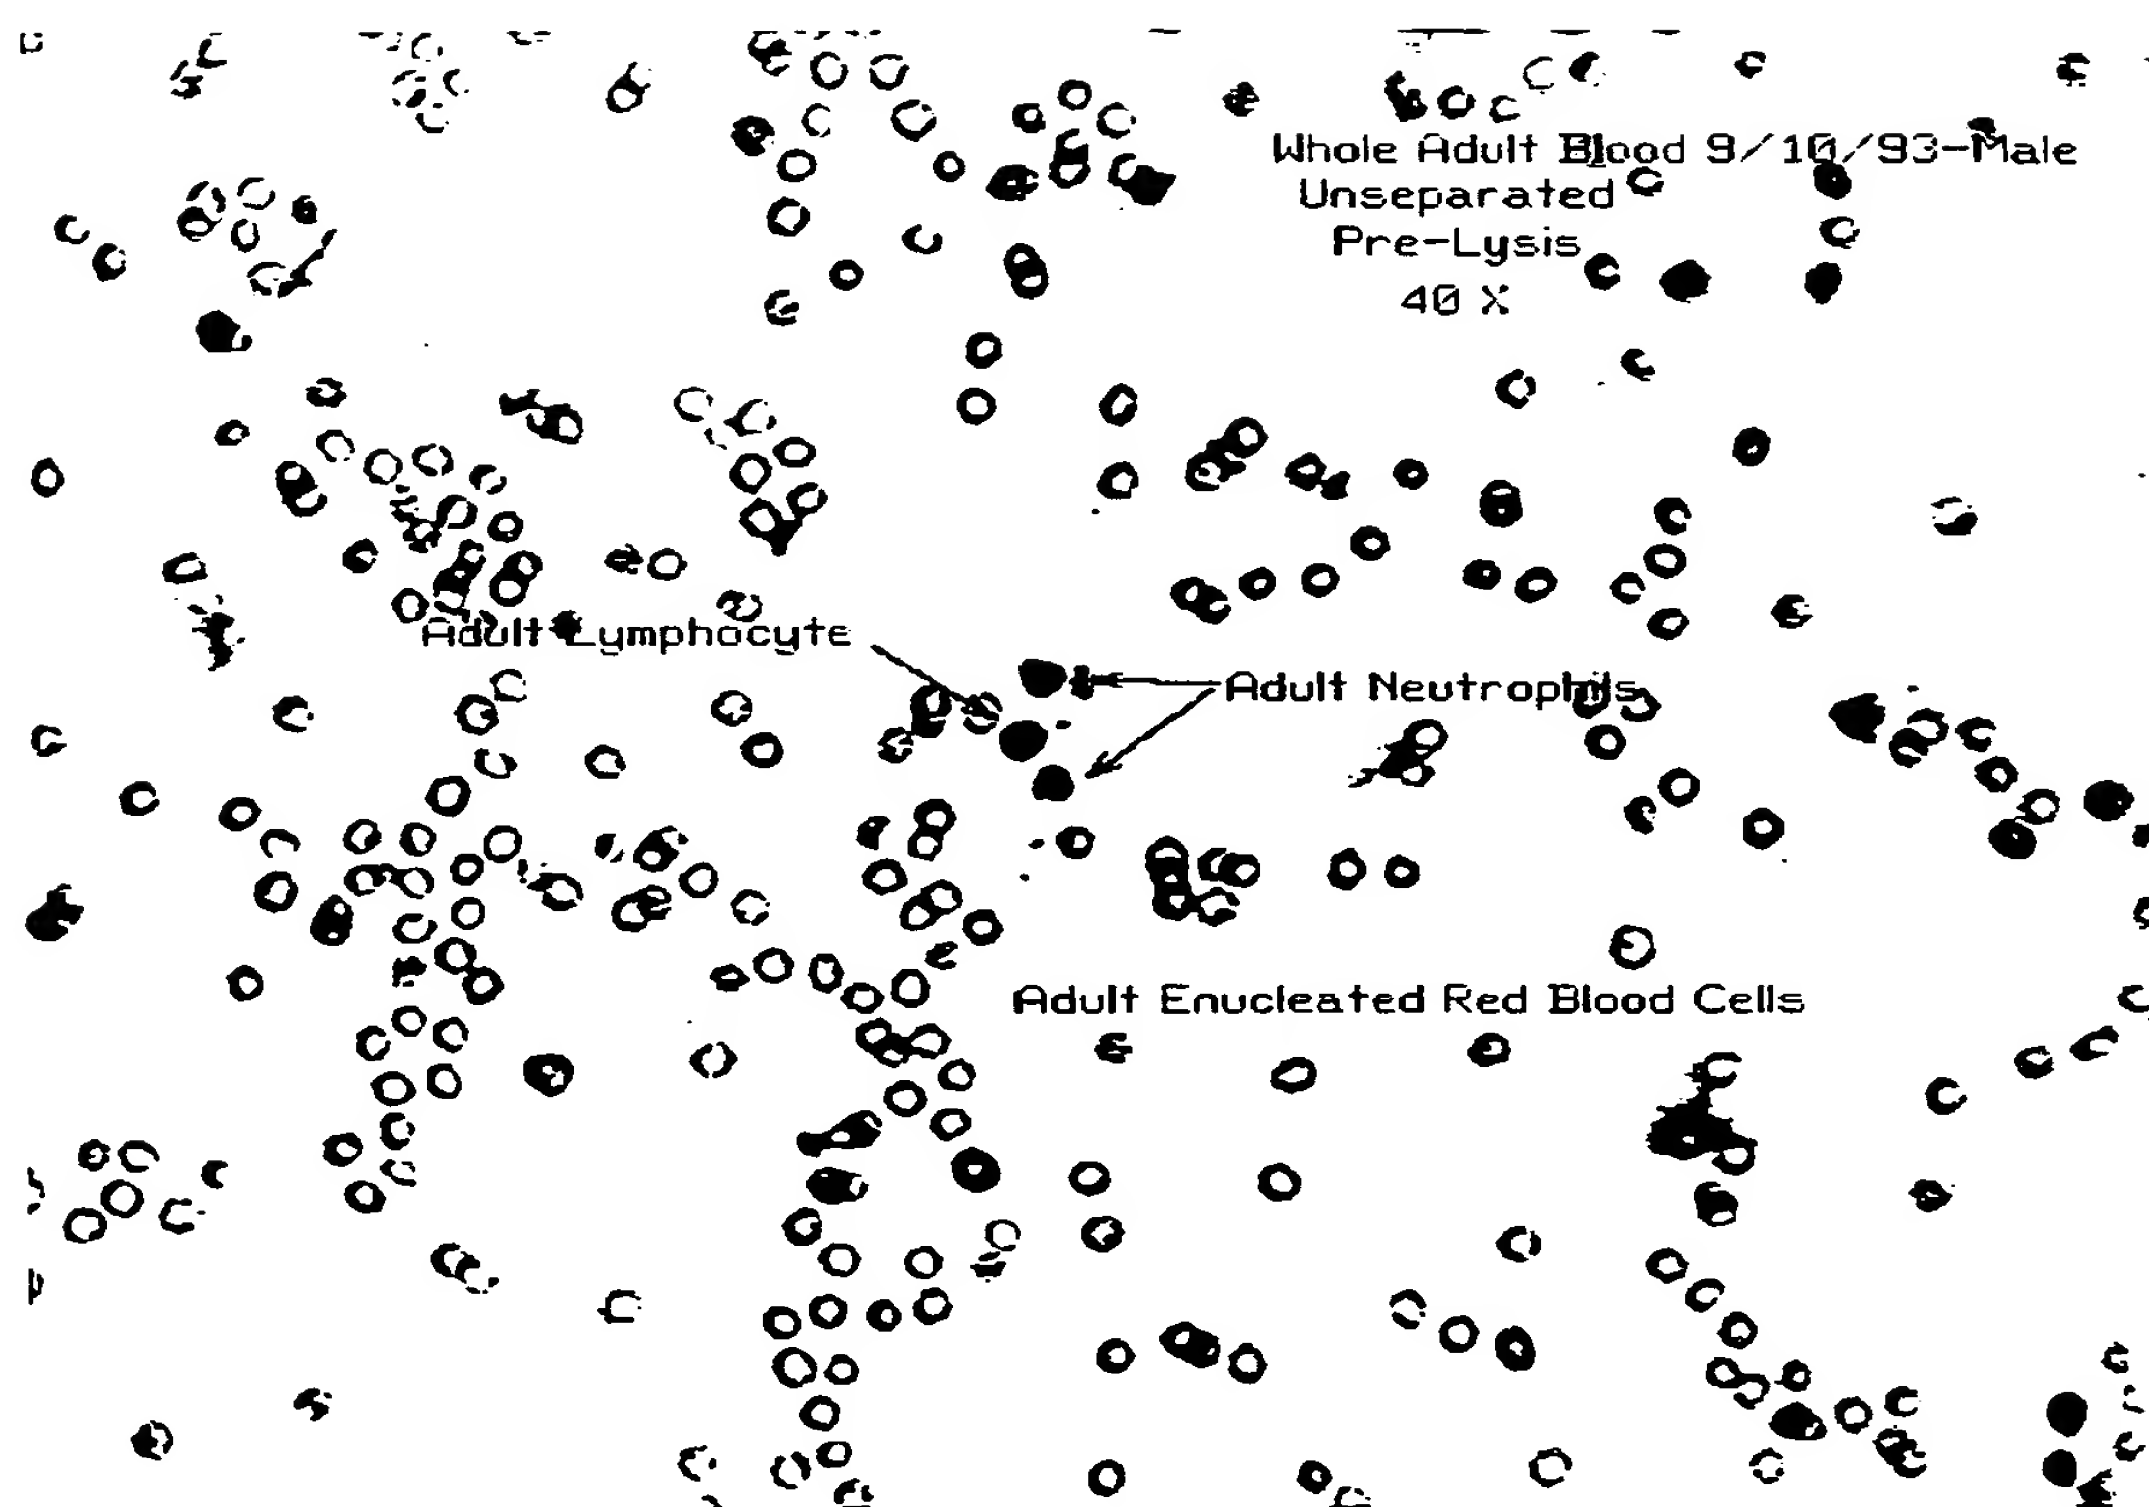 Whole Adult Blood 9/10/93-Male
Unseparated
Pre-Lysis
40 X
Adult Lymphocyte
Adult Neutrophils
Adult Enucleated Red Blood Cells